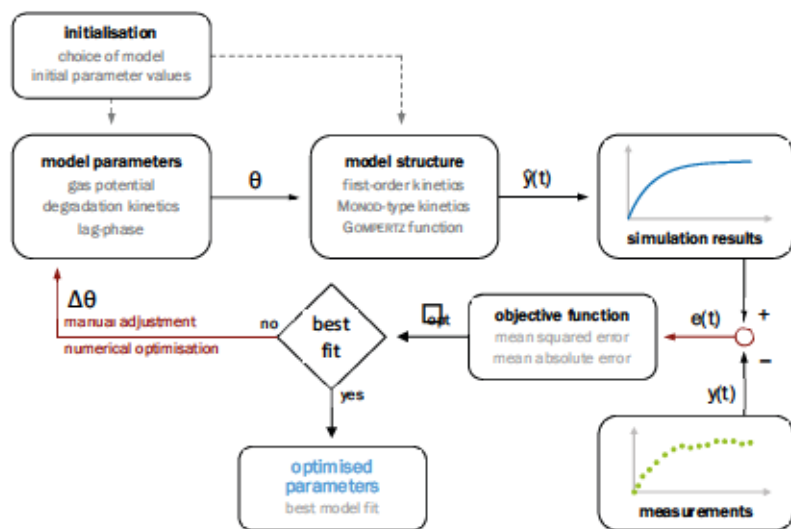 initialisation
choice of model
initial parameter values
model parameters
gas potential
degradation kinetics
lag-phase
θ
model structure
first-order kinetics
MONOD-type kinetics
GOMPERTZ function
ŷ(t)
simulation results
Δθ
manual adjustment
numerical optimisation
no
best
fit
yes
□opt
objective function
mean squared error
mean absolute error
e(t)
+
−
y(t)
optimised
parameters
best model fit
measurements